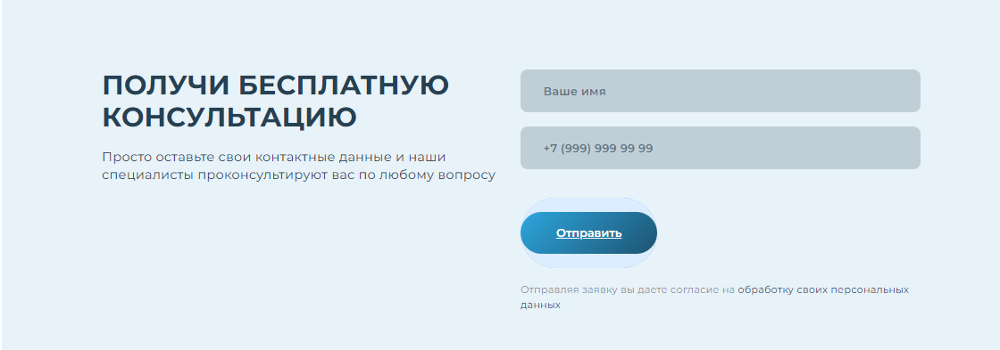 ПОЛУЧИ БЕСПЛАТНУЮ
КОНСУЛЬТАЦИЮ
Просто оставьте свои контактные данные и наши
специалисты проконсультируют вас по любому вопросу
Ваше имя
+7 (999) 999 99 99
Отправить
Отправляя заявку вы даете согласие на обработку своих персональных
данных